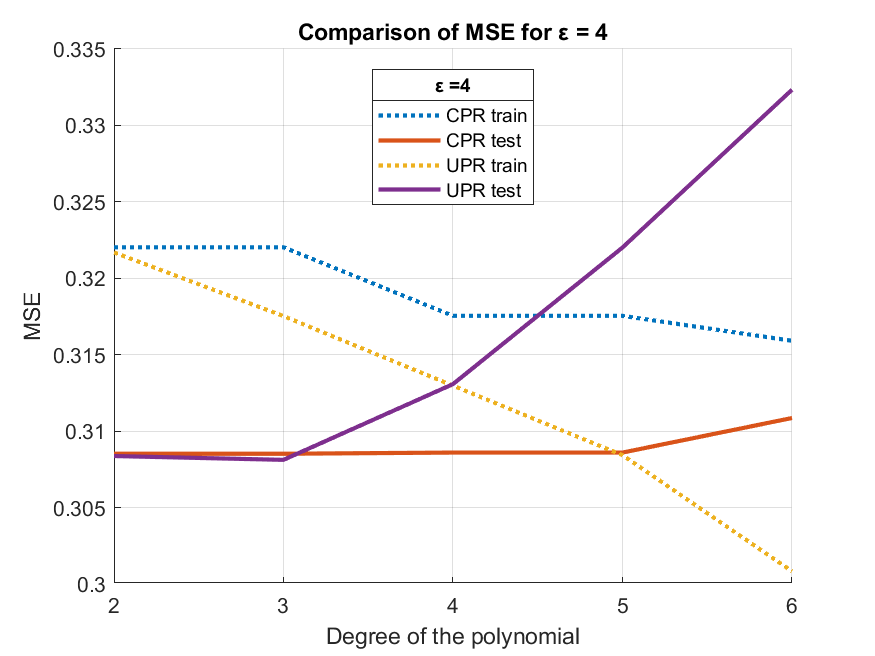 Comparison of MSE for ε = 4
0.335
0.33
0.325
0.32
0.315
0.31
0.305
0.3
MSE
ε =4
CPR train
CPR test
UPR train
UPR test
2 3 4 5 6
Degree of the polynomial